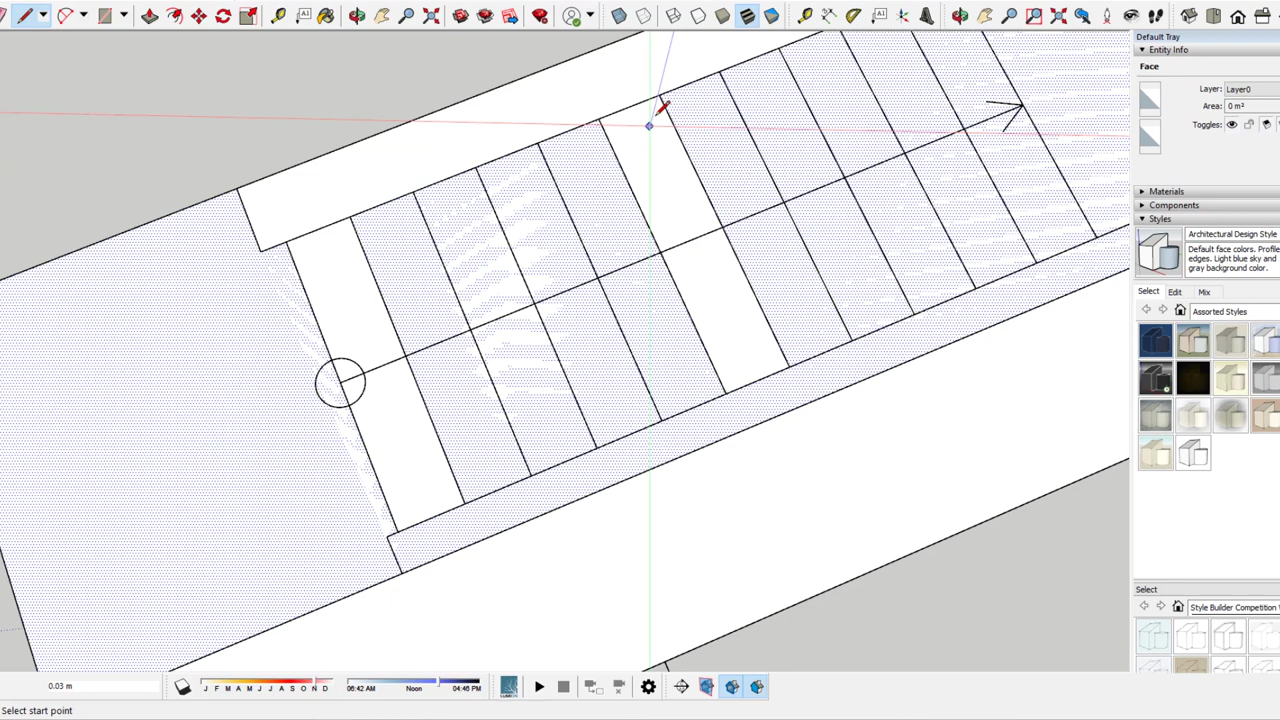 Default Tray
Entity Info
Face
Layer: Layer0
Area: 0 m²
Toggles:
Materials
Components
Styles
Architectural Design Style
Default face colors. Profile
edges. Light blue sky and
gray background color.
Select Edit Mix
Assorted Styles
Select
Style Builder Competition
0.03 m
J F M A M J J A S O N D
06:42 AM Noon 04:46 PM
LUMION
Select start point